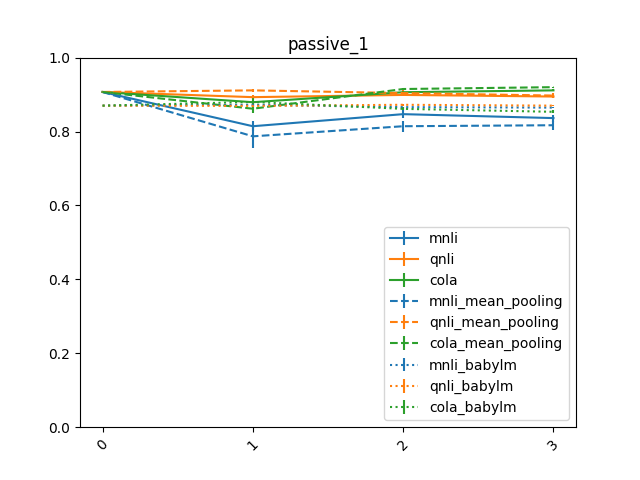 passive_1
1.0
0.8
0.6
0.4
0.2
0.0
0
1
2
3
mnli
qnli
cola
mnli_mean_pooling
qnli_mean_pooling
cola_mean_pooling
mnli_babylm
qnli_babylm
cola_babylm